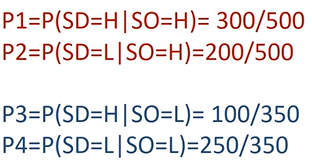 P1=P(SD=H|SO=H)= 300/500
P2=P(SD=L|SO=H)=200/500
P3=P(SD=H|SO=L)= 100/350
P4=P(SD=L|SO=L)=250/350